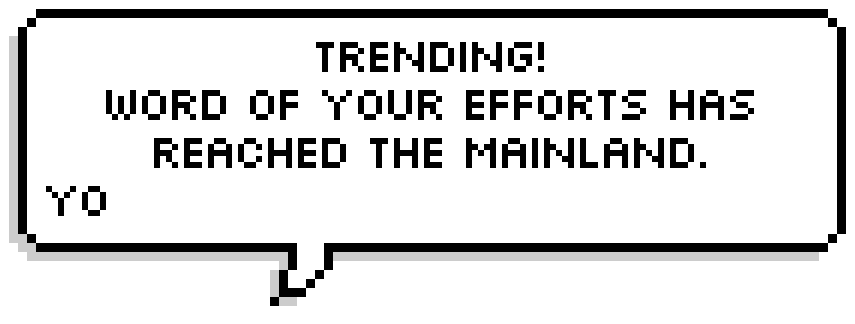 TRENDING!
WORD OF YOUR EFFORTS HAS
REACHED THE MAINLAND.
YO